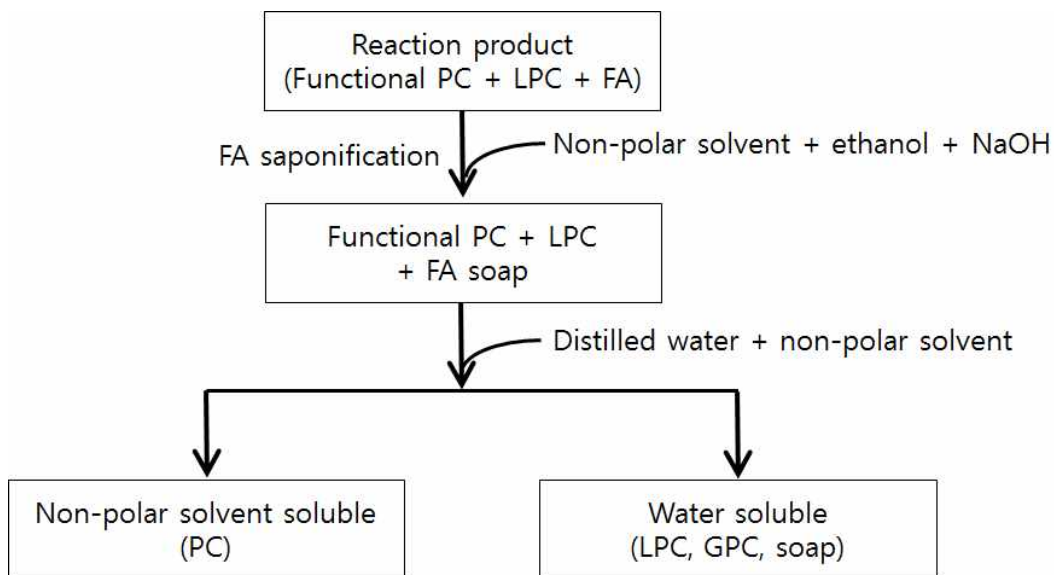 Reaction product
(Functional PC + LPC + FA)
FA saponification
Non-polar solvent + ethanol + NaOH
Functional PC + LPC
+ FA soap
Distilled water + non-polar solvent
Non-polar solvent soluble
(PC)
Water soluble
(LPC, GPC, soap)